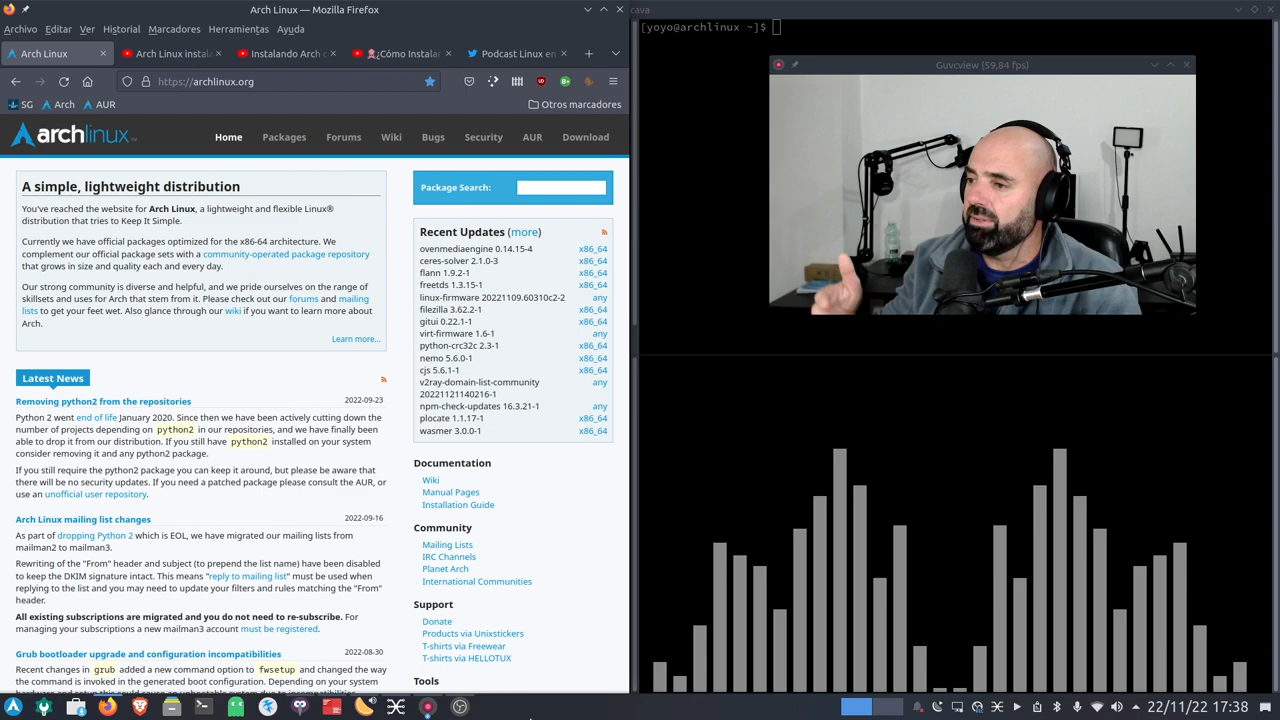 Arch Linux — Mozilla Firefox
Archivo Editar Ver Historial Marcadores Herramientas Ayuda
Arch Linux
Arch Linux instal
Instalando Arch
¿Cómo Instalar
Podcast Linux en
https://archlinux.org
SG Arch AUR Otros marcadores
archlinux
Home Packages Forums Wiki Bugs Security AUR Download
A simple, lightweight distribution
You've reached the website for Arch Linux, a lightweight and flexible Linux®
distribution that tries to Keep It Simple.
Currently we have official packages optimized for the x86-64 architecture. We
complement our official package sets with a community-operated package repository
that grows in size and quality each and every day.
Our strong community is diverse and helpful, and we pride ourselves on the range of
skillsets and uses for Arch that stem from it. Please check out our forums and mailing
lists to get your feet wet. Also glance through our wiki if you want to learn more about
Arch.
Learn more...
Latest News
Removing python2 from the repositories 2022-09-23
Python 2 went end of life January 2020. Since then we have been actively cutting down the
number of projects depending on python2 in our repositories, and we have finally been
able to drop it from our distribution. If you still have python2 installed on your system
consider removing it and any python2 package.
If you still require the python2 package you can keep it around, but please be aware that
there will be no security updates. If you need a patched package please consult the AUR, or
use an unofficial user repository.
Arch Linux mailing list changes 2022-09-16
As part of dropping Python 2 which is EOL, we have migrated our mailing lists from
mailman2 to mailman3.
Rewriting of the "From" header and subject (to prepend the list name) have been disabled
to keep the DKIM signature intact. This means "reply to mailing list" must be used when
replying to the list and you may need to update your filters and rules matching the "From"
header.
All existing subscriptions are migrated and you do not need to re-subscribe. For
managing your subscriptions a new mailman3 account must be registered.
Grub bootloader upgrade and configuration incompatibilities 2022-08-30
Recent changes in grub added a new command option to fwsetup and changed the way
the command is invoked in the generated boot configuration. Depending on your system
hardware and setup this could cause an unbootable system due to incompatibilities
Package Search:
Recent Updates (more)
ovenmediaengine 0.14.15-4 x86_64
ceres-solver 2.1.0-3 x86_64
flann 1.9.2-1 x86_64
freetds 1.3.15-1 x86_64
linux-firmware 20221109.60310c2-2 any
filezilla 3.62.2-1 x86_64
gitui 0.22.1-1 x86_64
virt-firmware 1.6-1 any
python-crc32c 2.3-1 x86_64
nemo 5.6.0-1 x86_64
cjs 5.6.1-1 x86_64
v2ray-domain-list-community any
20221121140216-1
npm-check-updates 16.3.21-1 any
plocate 1.1.17-1 x86_64
wasmer 3.0.0-1 x86_64
Documentation
Wiki
Manual Pages
Installation Guide
Community
Mailing Lists
IRC Channels
Planet Arch
International Communities
Support
Donate
Products via Unixstickers
T-shirts via Freewear
T-shirts via HELLOTUX
Tools
cava
[yoyo@archlinux ~]$
Guvcview (59,84 fps)
22/11/22 17:38